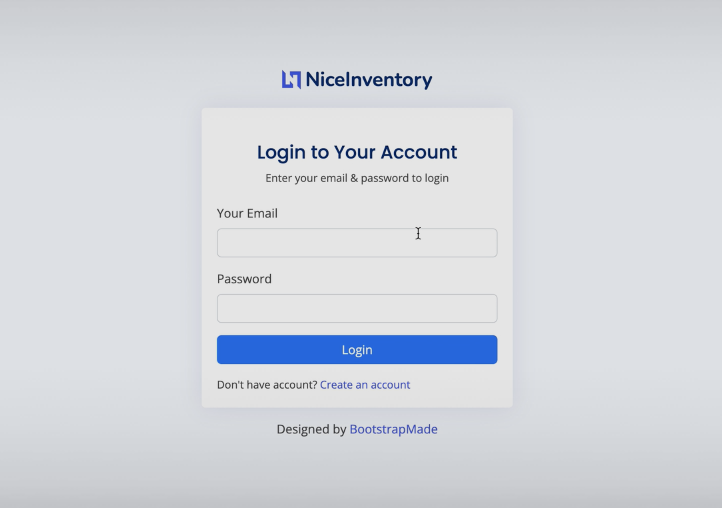 NiceInventory
Login to Your Account
Enter your email & password to login
Your Email
Password
Login
Don't have account? Create an account
Designed by BootstrapMade